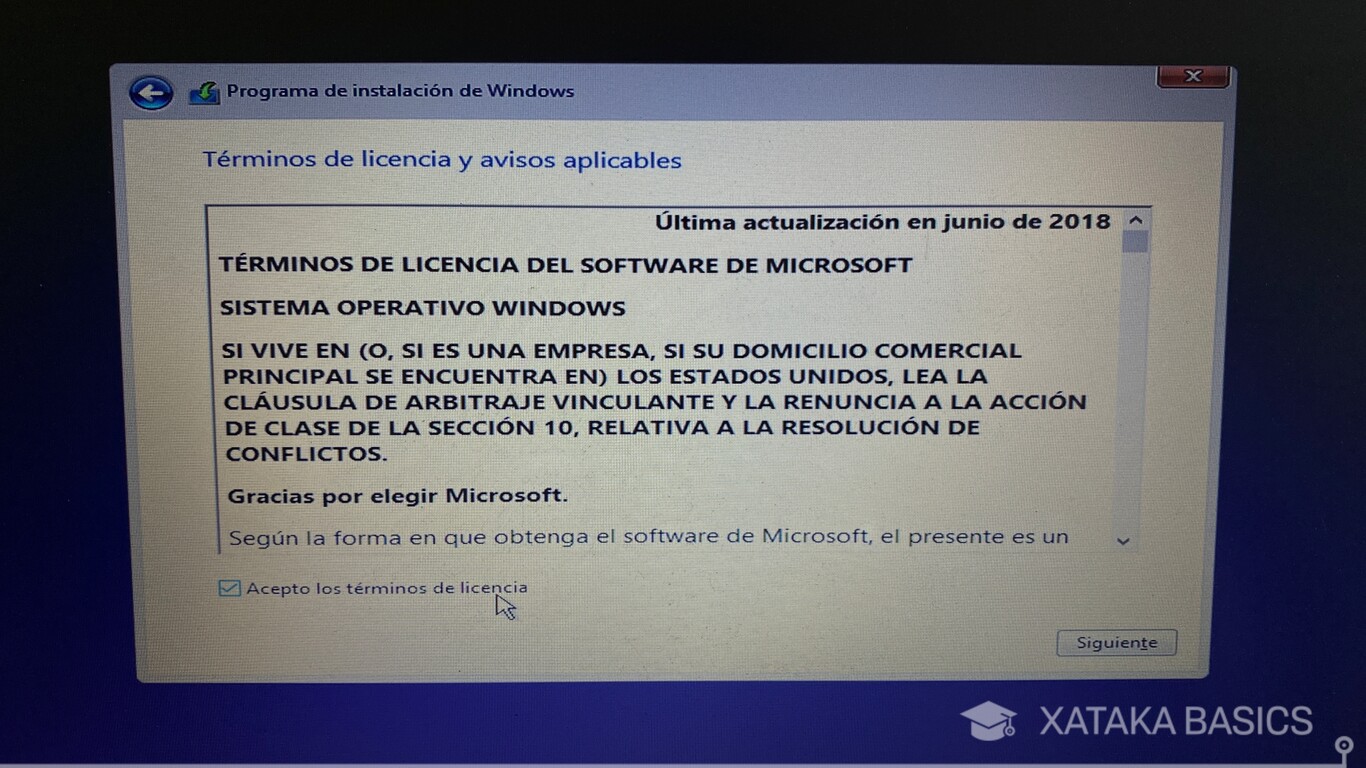 Programa de instalación de Windows
Términos de licencia y avisos aplicables
Última actualización en junio de 2018
TÉRMINOS DE LICENCIA DEL SOFTWARE DE MICROSOFT
SISTEMA OPERATIVO WINDOWS
SI VIVE EN (O, SI ES UNA EMPRESA, SI SU DOMICILIO COMERCIAL
PRINCIPAL SE ENCUENTRA EN) LOS ESTADOS UNIDOS, LEA LA
CLÁUSULA DE ARBITRAJE VINCULANTE Y LA RENUNCIA A LA ACCIÓN
DE CLASE DE LA SECCIÓN 10, RELATIVA A LA RESOLUCIÓN DE
CONFLICTOS.
Gracias por elegir Microsoft.
Según la forma en que obtenga el software de Microsoft, el presente es un
Acepto los términos de licencia
Siguiente
XATAKA BASICS